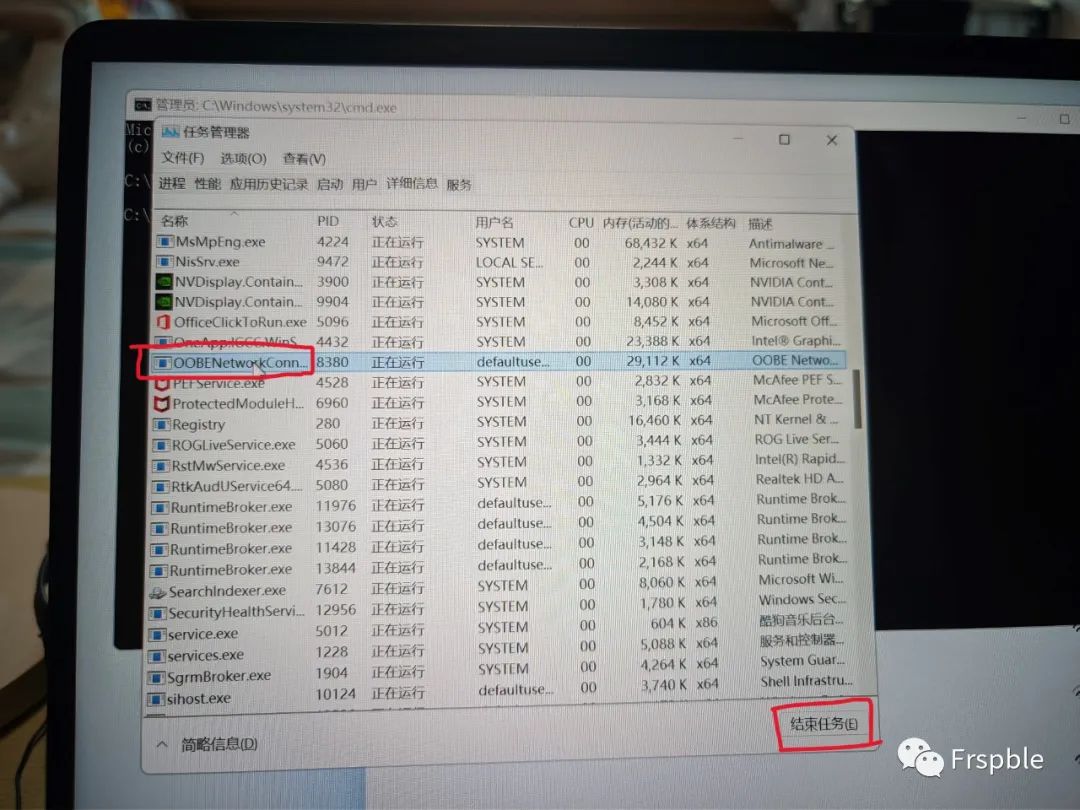 管理员: C:\Windows\system32\cmd.exe
Mic
(c)
C:\
C:\
任务管理器
文件(F) 选项(O) 查看(V)
进程 性能 应用历史记录 启动 用户 详细信息 服务
名称 PID 状态 用户名 CPU 内存(活动的... 体系结构 描述
MsMpEng.exe 4224 正在运行 SYSTEM 00 68,432 K x64 Antimalware ...
NisSrv.exe 9472 正在运行 LOCAL SE... 00 2,244 K x64 Microsoft Ne...
NVDisplay.Contain... 3900 正在运行 SYSTEM 00 3,308 K x64 NVIDIA Cont...
NVDisplay.Contain... 9904 正在运行 SYSTEM 00 14,080 K x64 NVIDIA Cont...
OfficeClickToRun.exe 5096 正在运行 SYSTEM 00 8,452 K x64 Microsoft Off...
OneApp.IGCC.WinS... 4432 正在运行 SYSTEM 00 23,388 K x64 Intel® Graphi...
OOBENetworkConn... 8380 正在运行 defaultuse... 00 29,112 K x64 OOBE Netwo...
PEFService.exe 4528 正在运行 SYSTEM 00 2,832 K x64 McAfee PEF S...
ProtectedModuleH... 6960 正在运行 SYSTEM 00 3,168 K x64 McAfee Prote...
Registry 280 正在运行 SYSTEM 00 16,460 K x64 NT Kernel & ...
ROGLiveService.exe 5060 正在运行 SYSTEM 00 3,444 K x64 ROG Live Ser...
RstMwService.exe 4536 正在运行 SYSTEM 00 1,332 K x64 Intel(R) Rapid...
RtkAudUService64.... 5080 正在运行 SYSTEM 00 2,964 K x64 Realtek HD A...
RuntimeBroker.exe 11976 正在运行 defaultuse... 00 5,176 K x64 Runtime Brok...
RuntimeBroker.exe 13076 正在运行 defaultuse... 00 4,504 K x64 Runtime Brok...
RuntimeBroker.exe 11428 正在运行 defaultuse... 00 3,148 K x64 Runtime Brok...
RuntimeBroker.exe 13844 正在运行 defaultuse... 00 2,168 K x64 Runtime Brok...
SearchIndexer.exe 7612 正在运行 SYSTEM 00 8,060 K x64 Microsoft Wi...
SecurityHealthServi... 12956 正在运行 SYSTEM 00 1,780 K x64 Windows Sec...
service.exe 5012 正在运行 SYSTEM 00 604 K x86 酷狗音乐后台...
services.exe 1228 正在运行 SYSTEM 00 5,088 K x64 服务和控制器...
SgrmBroker.exe 1904 正在运行 SYSTEM 00 4,264 K x64 System Guar...
sihost.exe 10124 正在运行 defaultuse... 00 3,740 K x64 Shell Infrastru...
简略信息(D)
结束任务(E)
Frspble